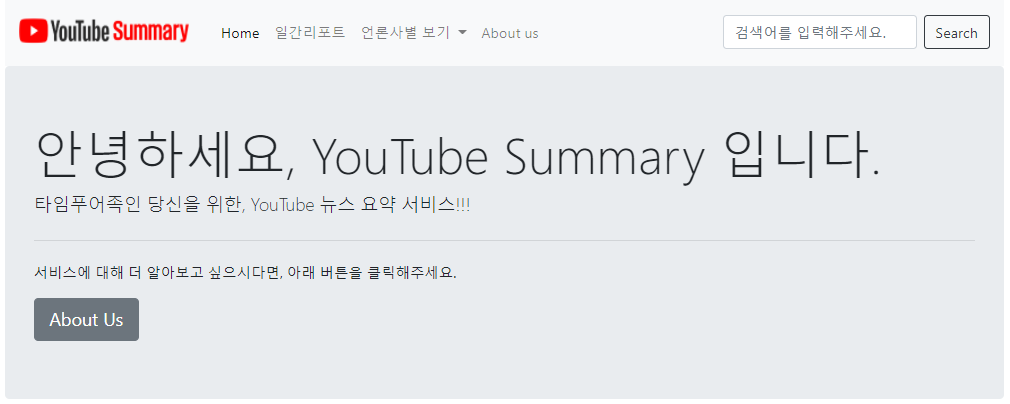 YouTube Summary Home 일간리포트 언론사별 보기 About us 검색어를 입력해주세요. Search
안녕하세요, YouTube Summary 입니다.
타임푸어족인 당신을 위한, YouTube 뉴스 요약 서비스!!!
서비스에 대해 더 알아보고 싶으시다면, 아래 버튼을 클릭해주세요.
About Us